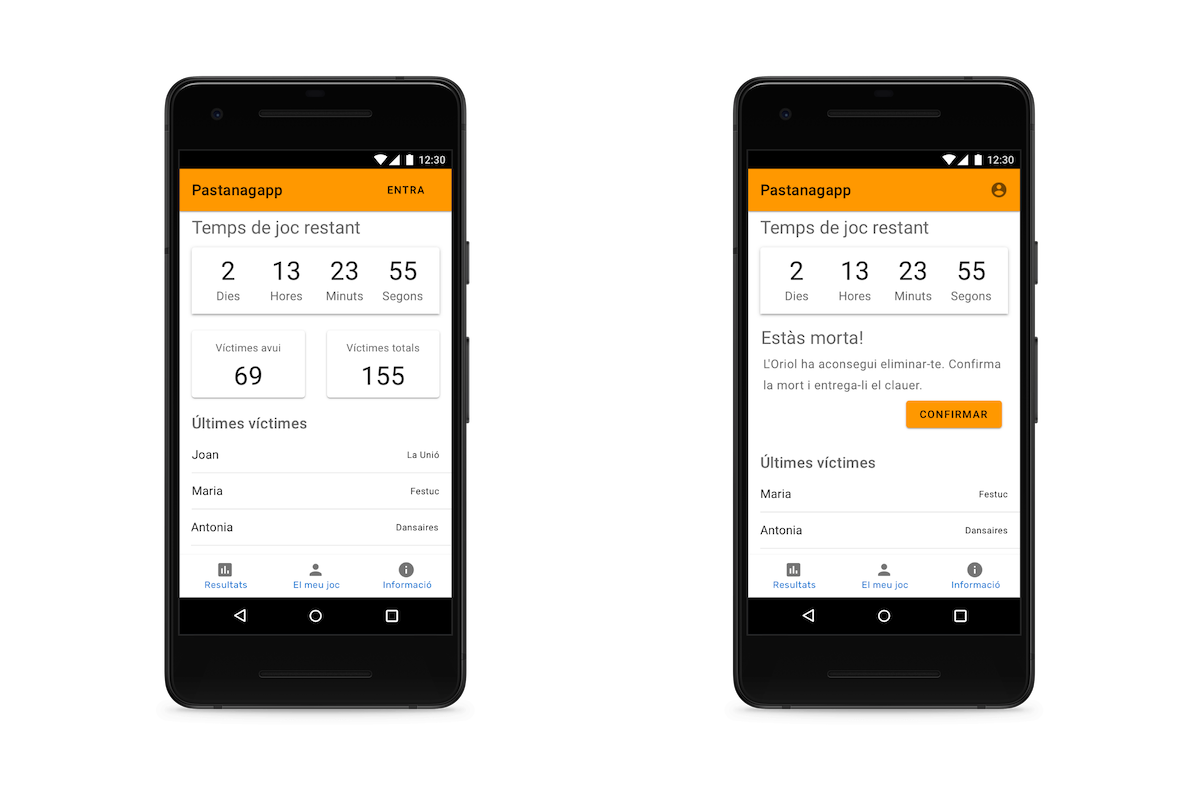 12:30
Pastanagapp ENTRA
Temps de joc restant
2 13 23 55
Dies Hores Minuts Segons
Víctimes avui Víctimes totals
69 155
Últimes víctimes
Joan La Unió
Maria Festuc
Antonia Dansaires
Resultats El meu joc Informació
12:30
Pastanagapp
Temps de joc restant
2 13 23 55
Dies Hores Minuts Segons
Estàs morta!
L'Oriol ha aconsegui eliminar-te. Confirma
la mort i entrega-li el clauer.
CONFIRMAR
Últimes víctimes
Maria Festuc
Antonia Dansaires
Resultats El meu joc Informació